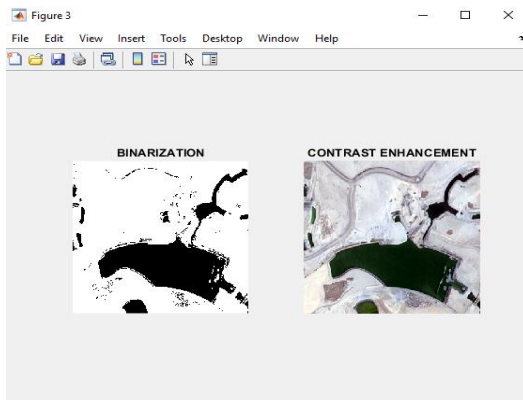 Figure 3
File Edit View Insert Tools Desktop Window Help
BINARIZATION
CONTRAST ENHANCEMENT